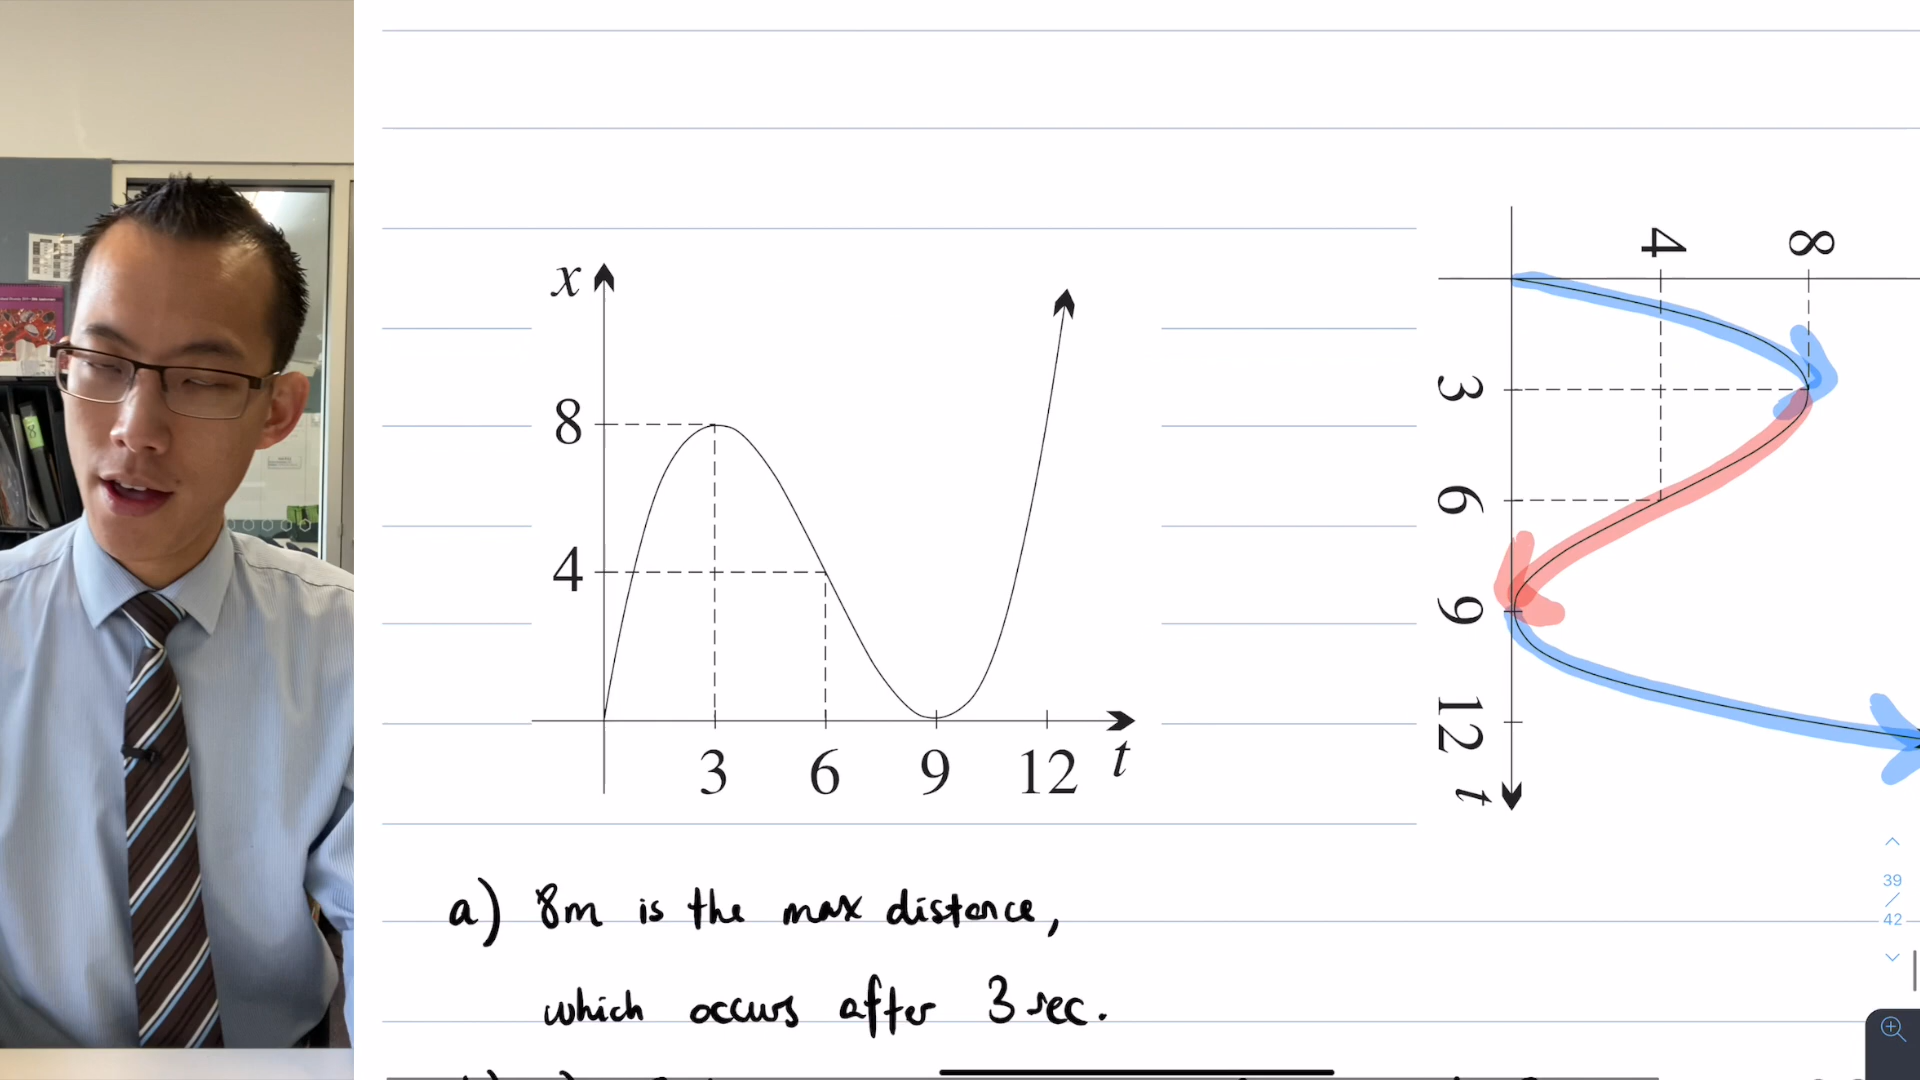 x
8
4
3 6 9 12 t
4 8
3
6
9
12
t
a) 8m is the max distance,
which occurs after 3 sec.
39
/
42